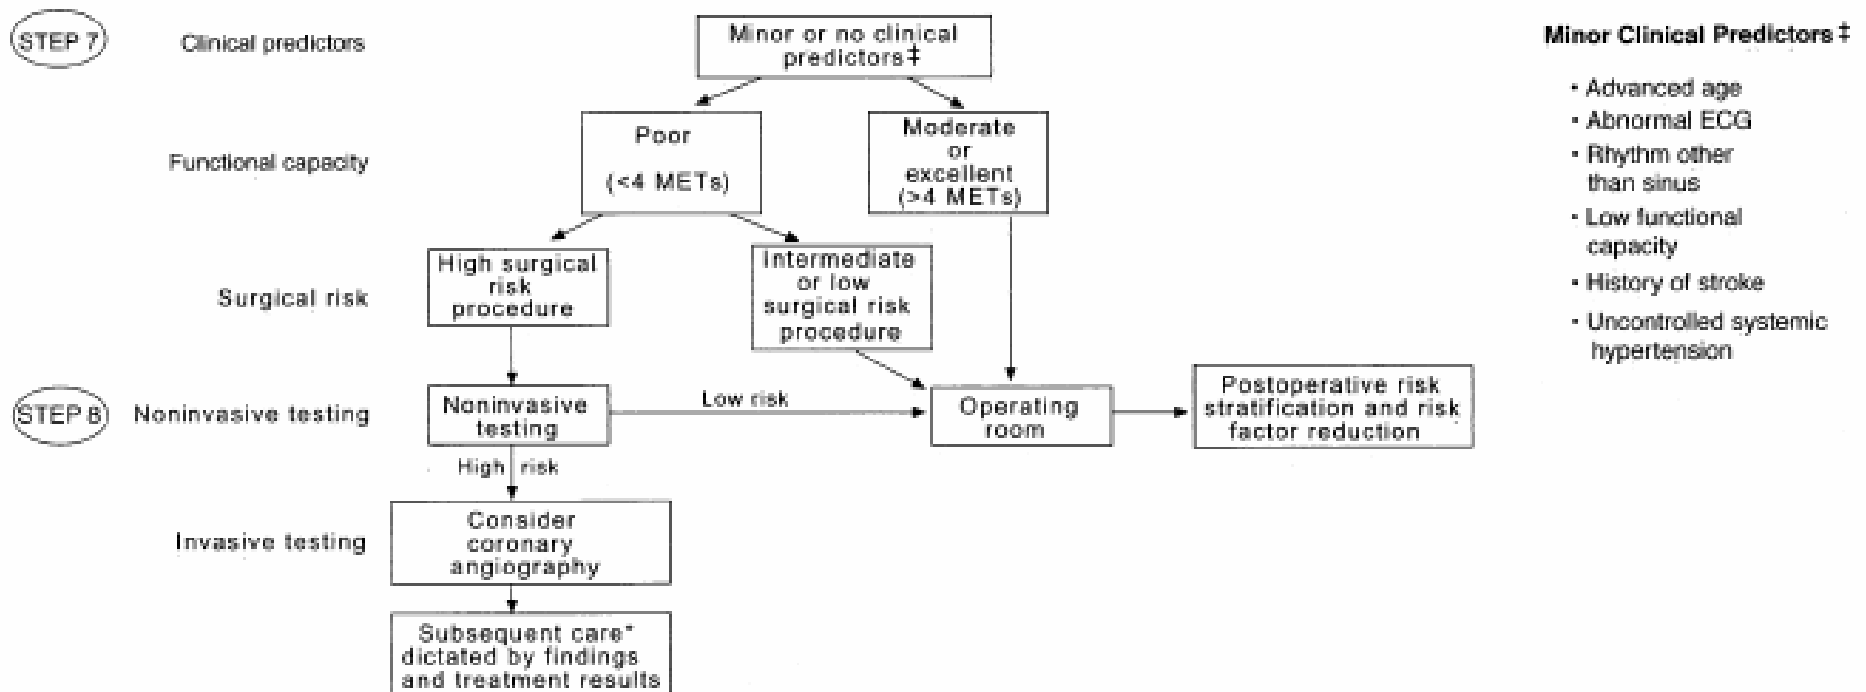 STEP 7
Clinical predictors
Minor or no clinical
predictors‡
Functional capacity
Poor
(<4 METs)
Moderate
or
excellent
(>4 METs)
Surgical risk
High surgical
risk
procedure
Intermediate
or low
surgical risk
procedure
STEP 8
Noninvasive testing
Noninvasive
testing
Low risk
Operating
room
Postoperative risk
stratification and risk
factor reduction
High risk
Invasive testing
Consider
coronary
angiography
Subsequent care*
dictated by findings
and treatment results
Minor Clinical Predictors‡
• Advanced age
• Abnormal ECG
• Rhythm other
than sinus
• Low functional
capacity
• History of stroke
• Uncontrolled systemic
hypertension